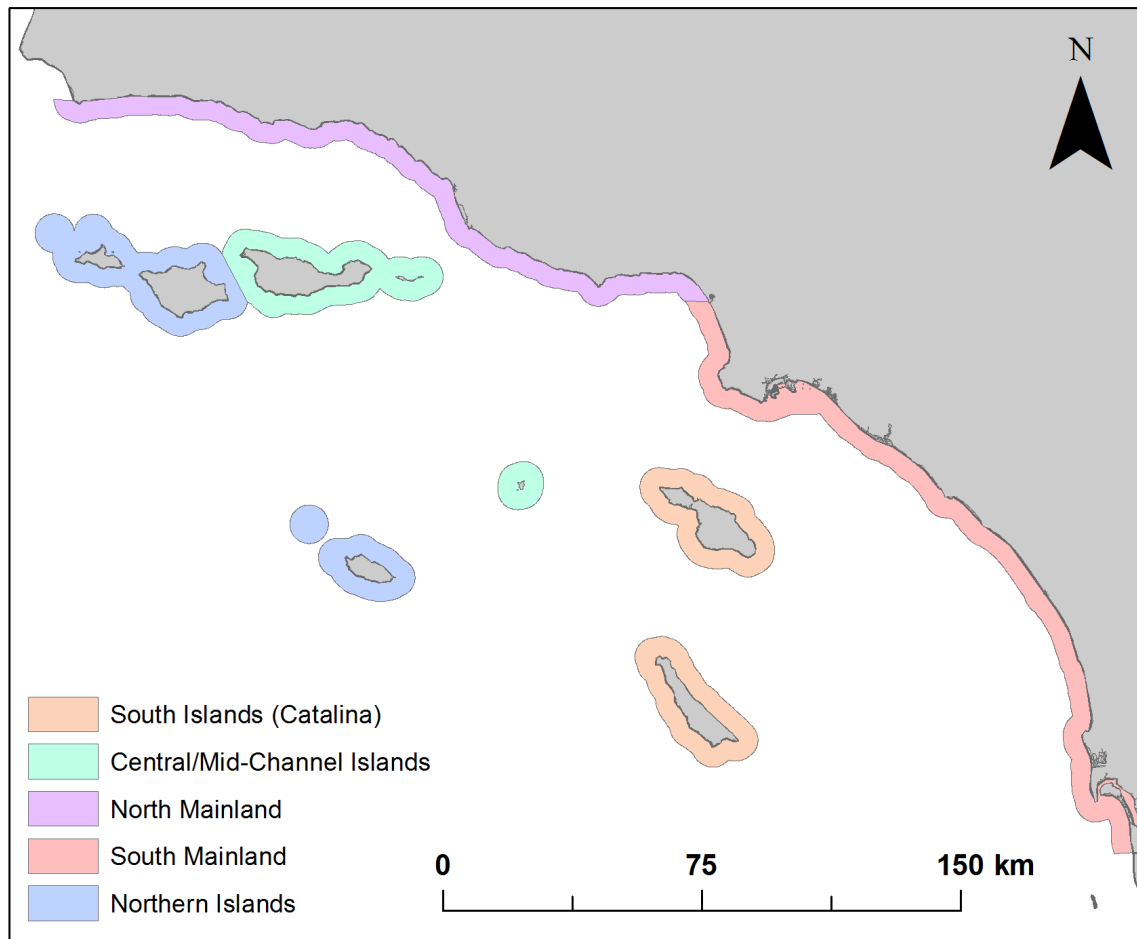 N
South Islands (Catalina)
Central/Mid-Channel Islands
North Mainland
South Mainland
Northern Islands
0 75 150 km